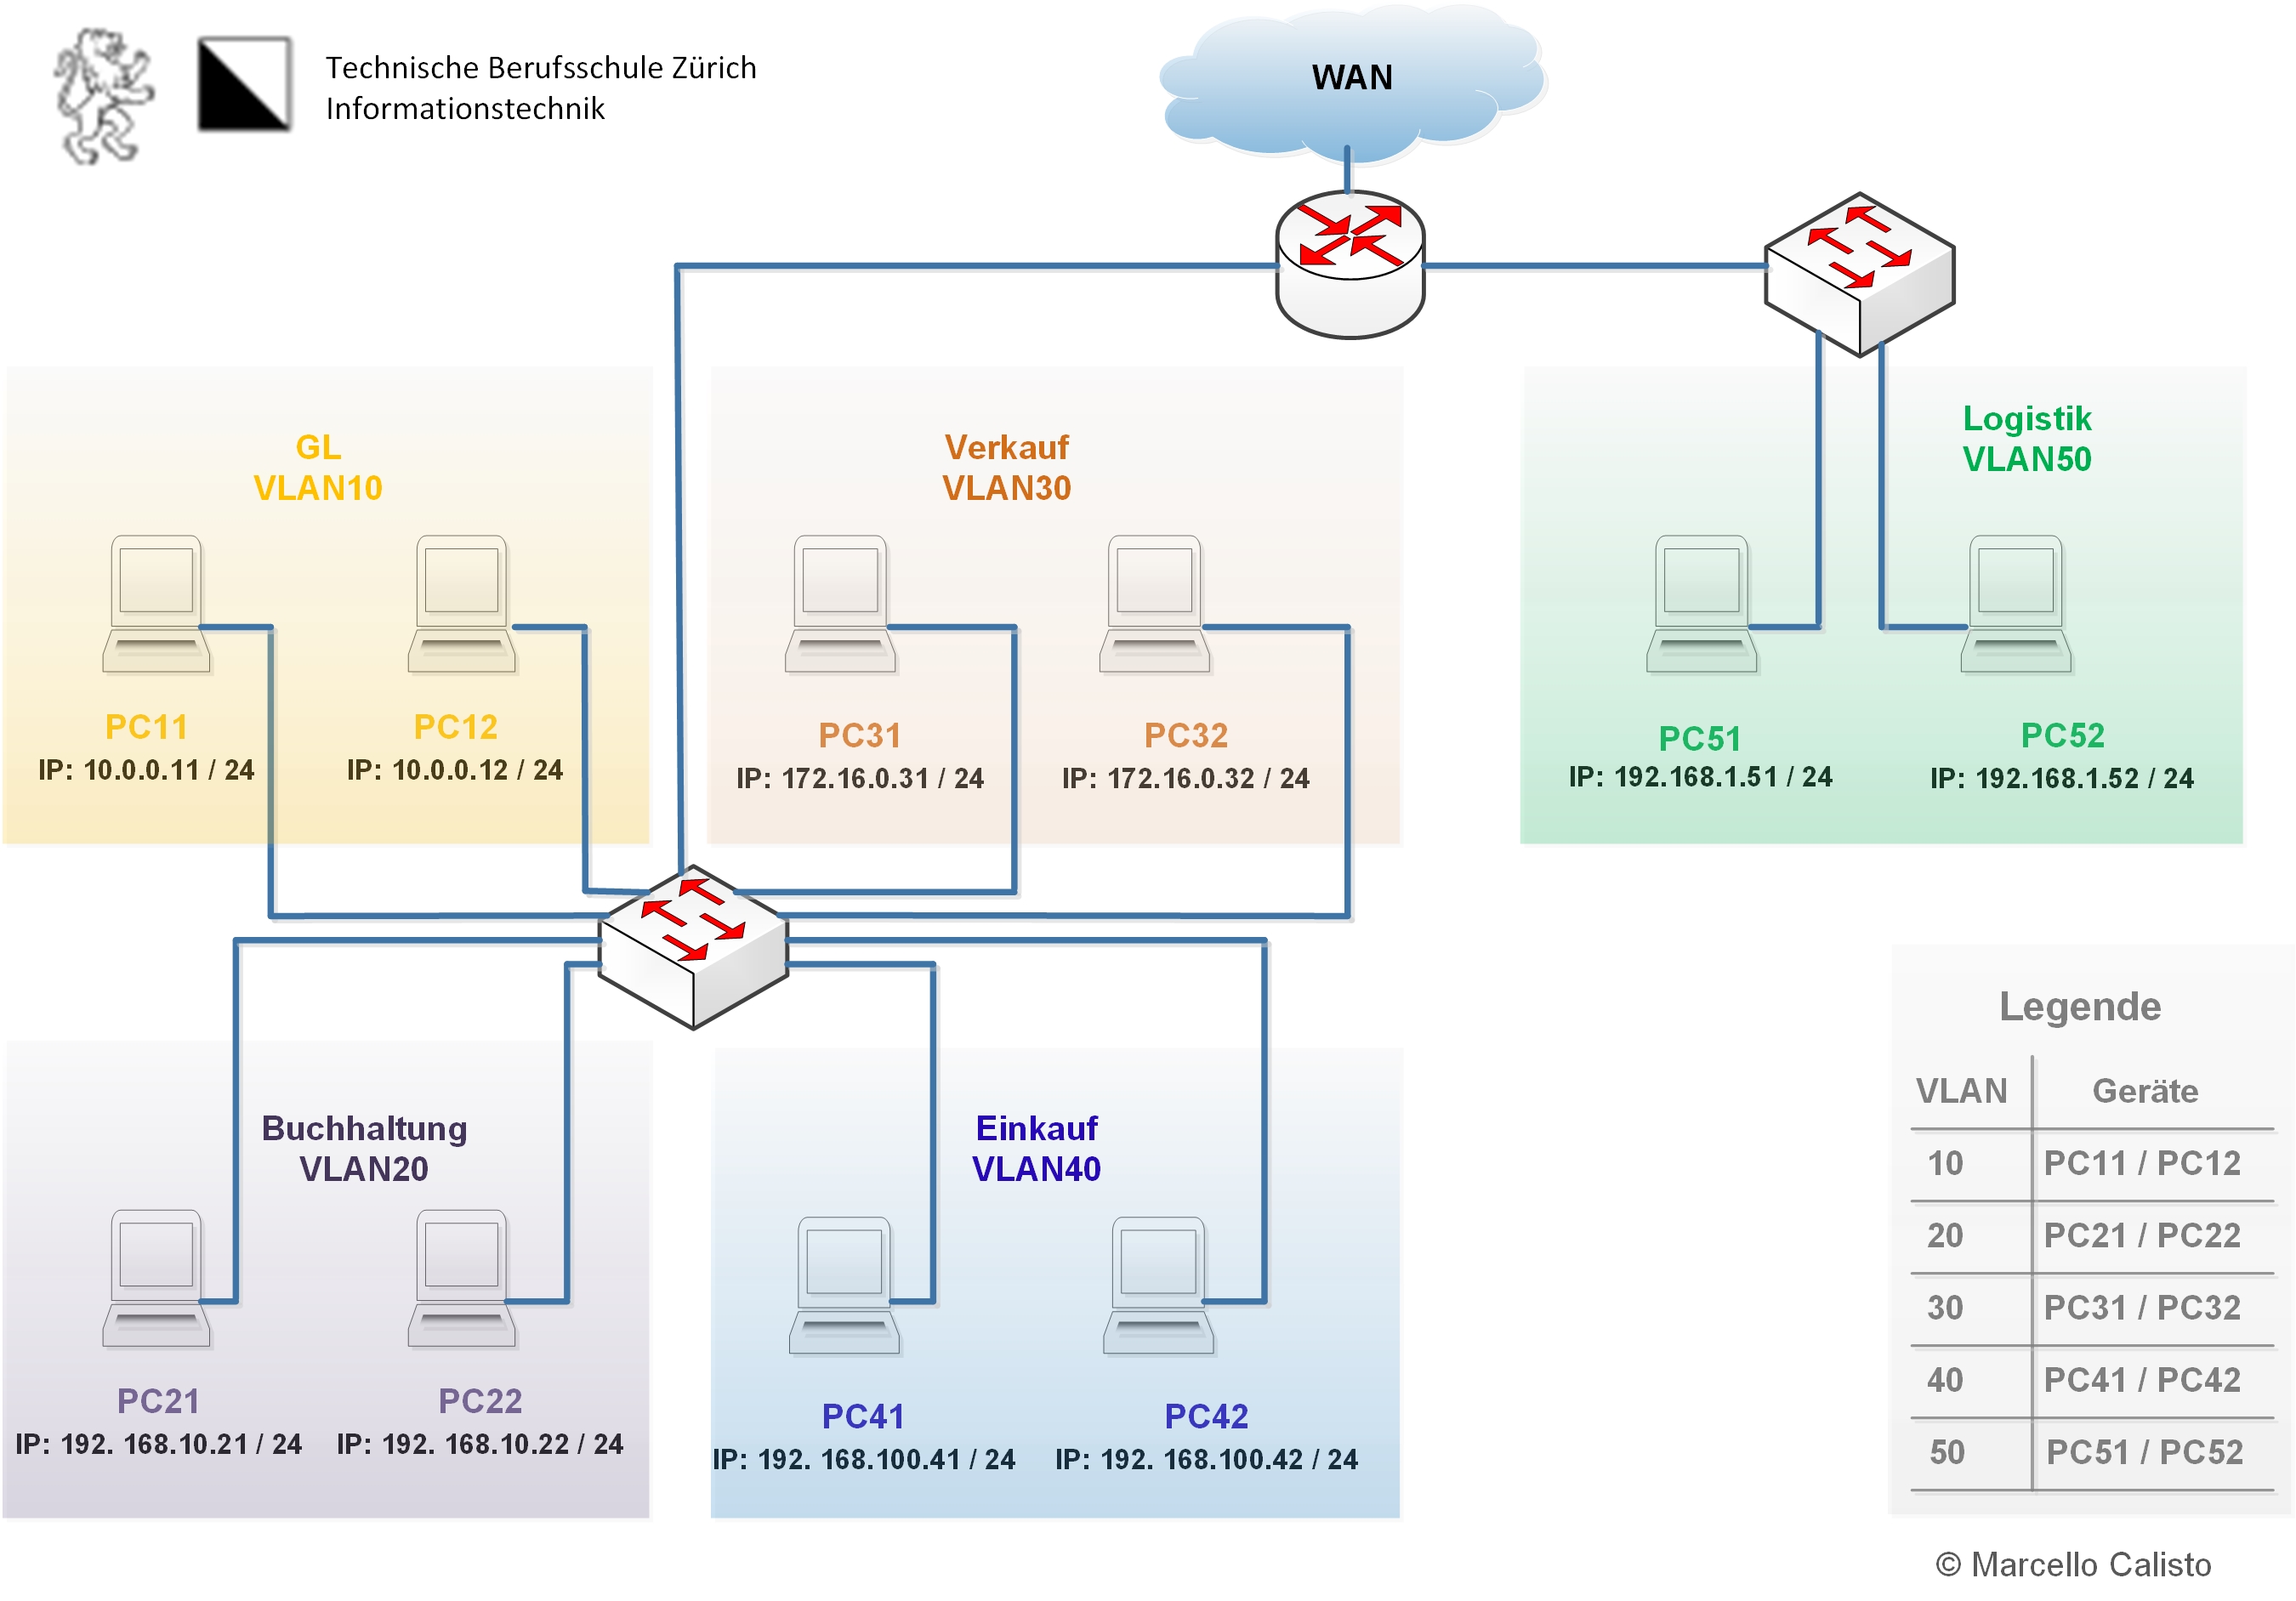 Technische Berufsschule Zürich
Informationstechnik
WAN
GL
VLAN10
PC11
IP: 10.0.0.11 / 24
PC12
IP: 10.0.0.12 / 24
Verkauf
VLAN30
PC31
IP: 172.16.0.31 / 24
PC32
IP: 172.16.0.32 / 24
Logistik
VLAN50
PC51
IP: 192.168.1.51 / 24
PC52
IP: 192.168.1.52 / 24
Buchhaltung
VLAN20
PC21
IP: 192. 168.10.21 / 24
PC22
IP: 192. 168.10.22 / 24
Einkauf
VLAN40
PC41
IP: 192. 168.100.41 / 24
PC42
IP: 192. 168.100.42 / 24
Legende
VLAN Geräte
10 PC11 / PC12
20 PC21 / PC22
30 PC31 / PC32
40 PC41 / PC42
50 PC51 / PC52
© Marcello Calisto